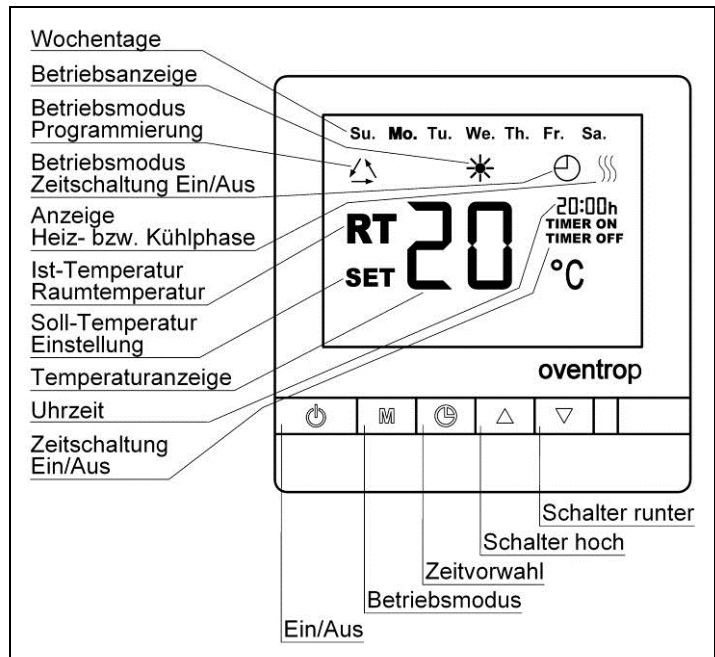 Wochentage
Betriebsanzeige
Betriebsmodus
Programmierung
Betriebsmodus
Zeitschaltung Ein/Aus
Anzeige
Heiz- bzw. Kühlphase
Ist-Temperatur
Raumtemperatur
Soll-Temperatur
Einstellung
Temperaturanzeige
Uhrzeit
Zeitschaltung
Ein/Aus
Su. Mo. Tu. We. Th. Fr. Sa.
RT
SET
20
20:00h
TIMER ON
TIMER OFF
°C
oventrop
M
Schalter runter
Schalter hoch
Zeitvorwahl
Betriebsmodus
Ein/Aus